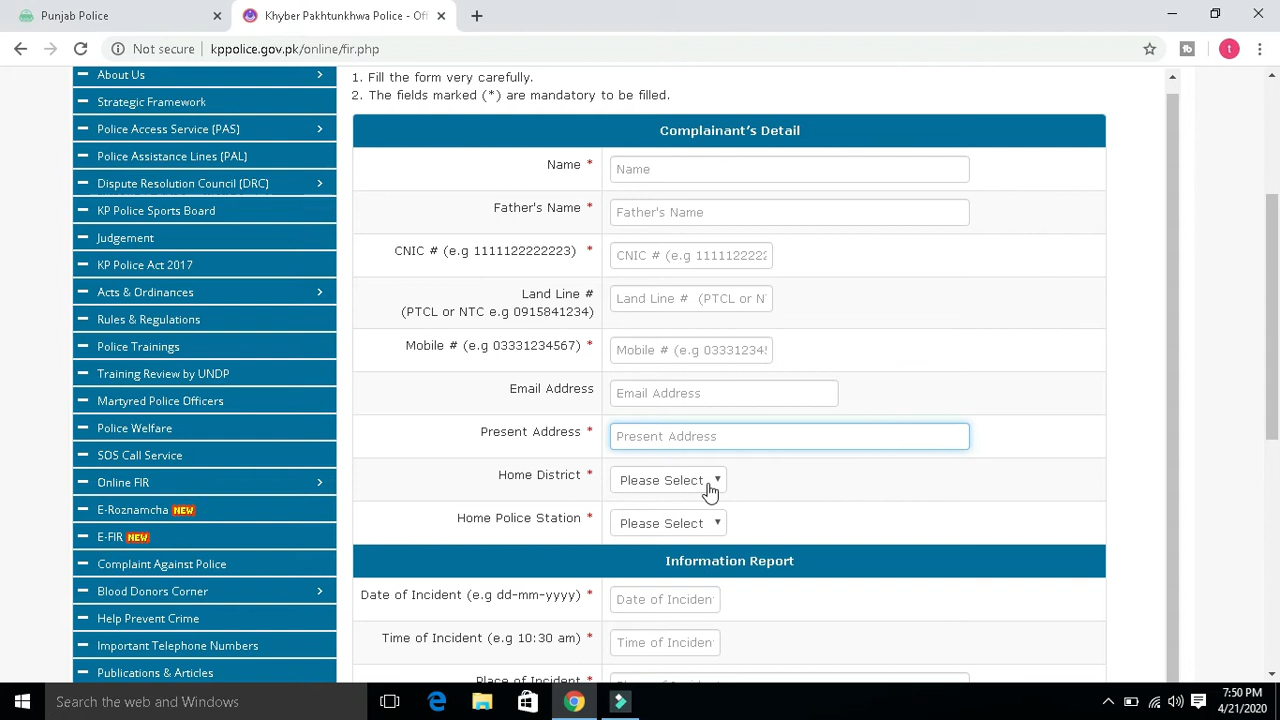 Punjab Police
Khyber Pakhtunkhwa Police - Off
Not secure
kppolice.gov.pk/online/fir.php
t
About Us
Strategic Framework
Police Access Service [PAS]
Police Assistance Lines [PAL]
Dispute Resolution Council [DRC]
KP Police Sports Board
Judgement
KP Police Act 2017
Acts & Ordinances
Rules & Regulations
Police Trainings
Training Review by UNDP
Martyred Police Officers
Police Welfare
SOS Call Service
Online FIR
E-Roznamcha NEW
E-FIR NEW
Complaint Against Police
Blood Donors Corner
Help Prevent Crime
Important Telephone Numbers
Publications & Articles
1. Fill the form very carefully.
2. The fields marked (*) are mandatory to be filled.
Complainant's Detail
Name *
Name
Father's Name *
Father's Name
CNIC # (e.g 1111122222223) *
CNIC # (e.g 111112222
Land Line #
(PTCL or NTC e.g 0915841234)
Land Line # (PTCL or N
Mobile # (e.g 03331234567) *
Mobile # (e.g 03331234
Email Address
Email Address
Present Address *
Present Address
Home District *
Please Select
Home Police Station *
Please Select
Information Report
Date of Incident (e.g dd-mm-yyyy) *
Date of Inciden
Time of Incident (e.g 10:30 am) *
Time of Inciden
Place of Incident *
Search the web and Windows
7:50 PM
4/21/2020